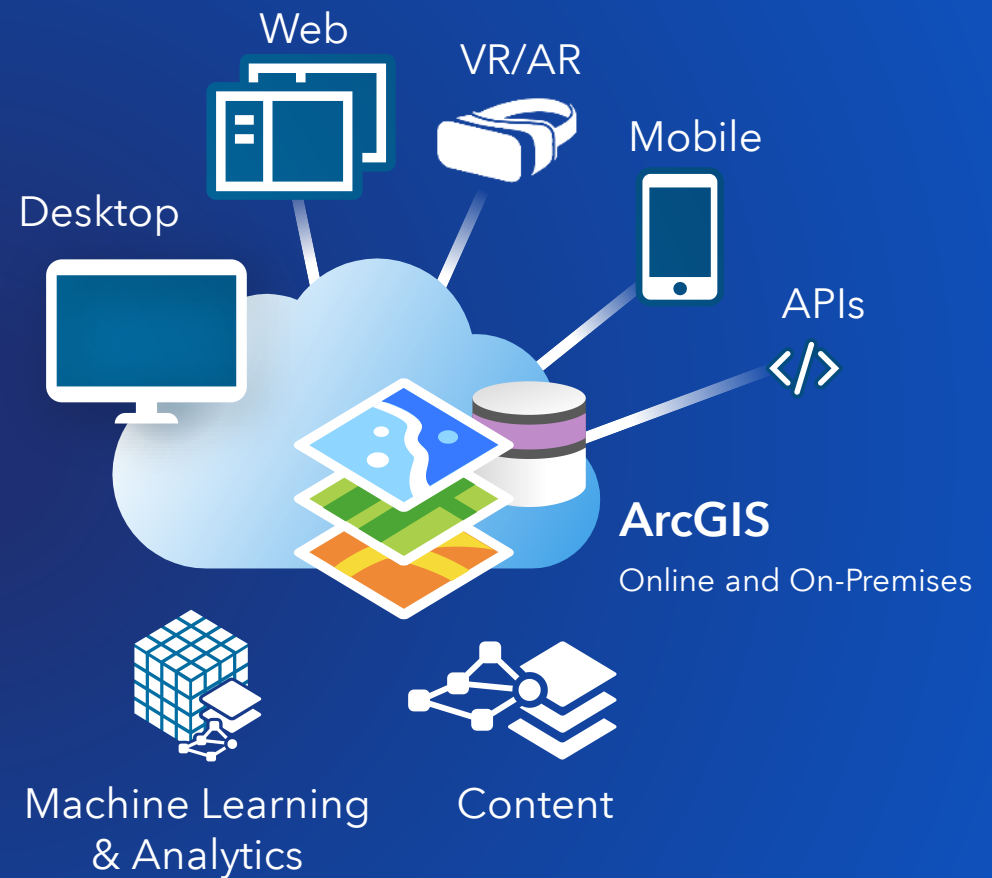 Web
VR/AR
Mobile
Desktop
APIs
</>
ArcGIS
Online and On-Premises
Machine Learning
& Analytics
Content